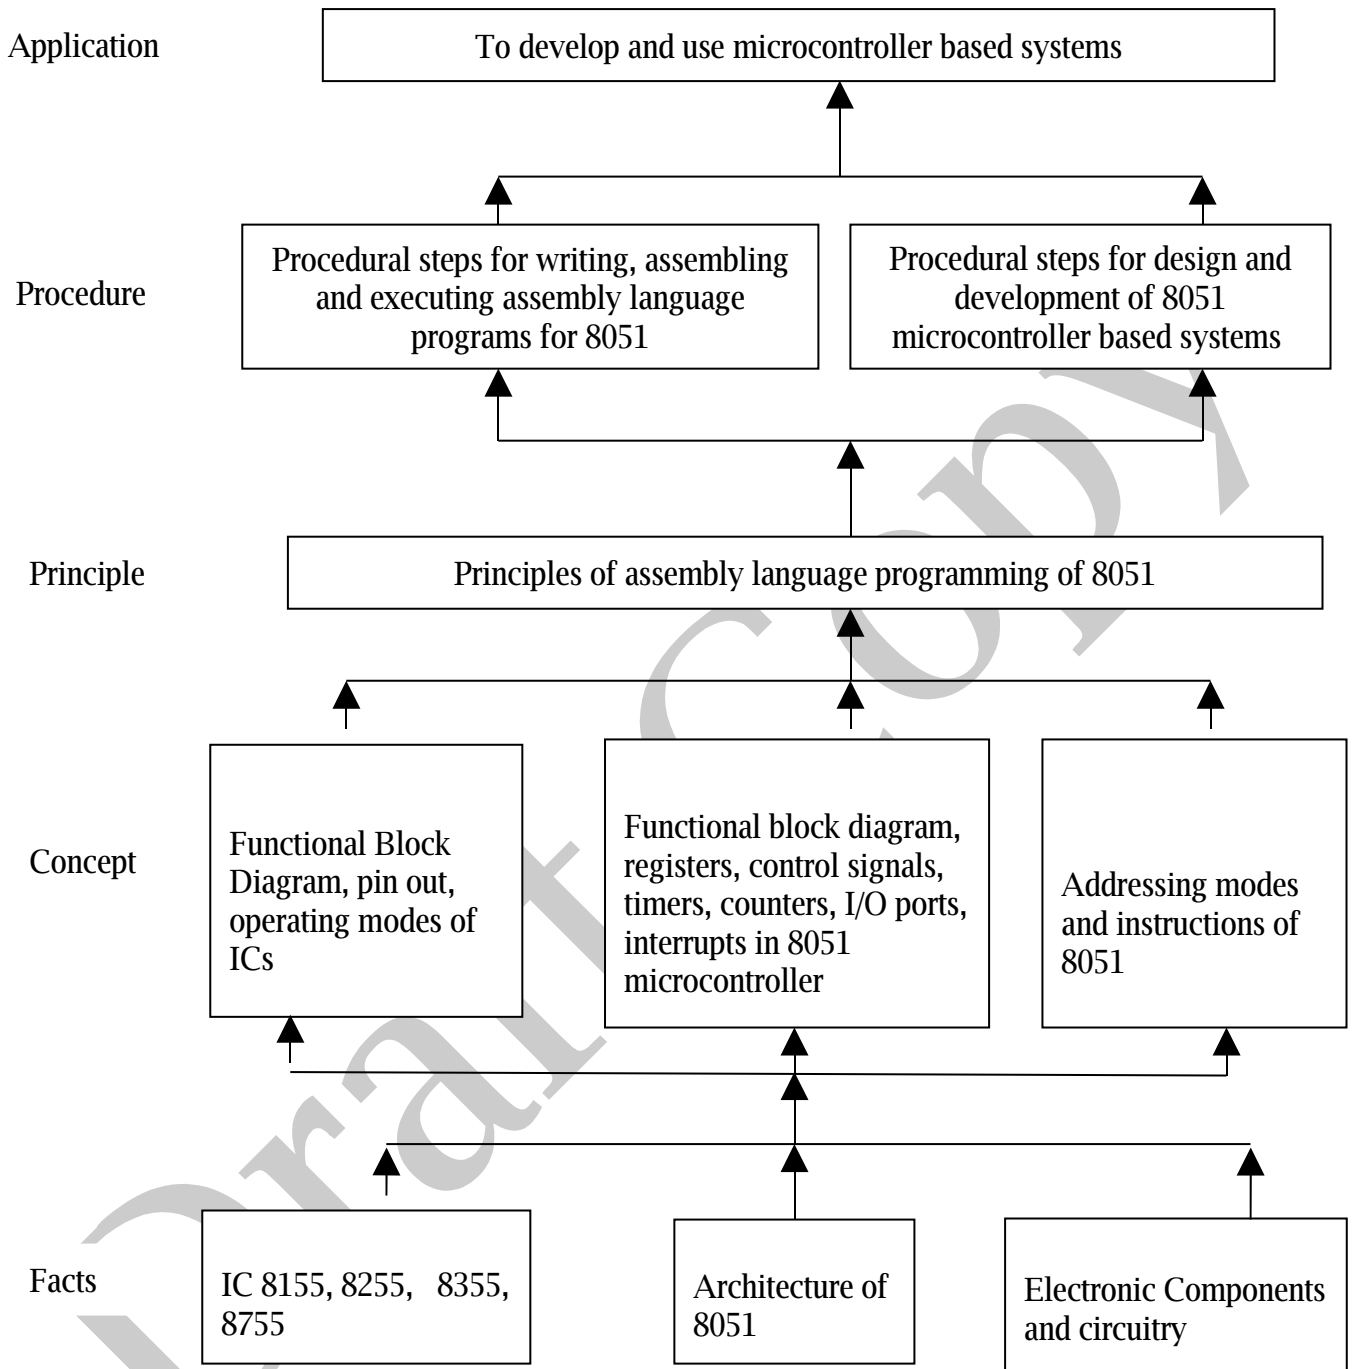 Application
To develop and use microcontroller based systems
Procedure
Procedural steps for writing, assembling
and executing assembly language
programs for 8051
Procedural steps for design and
development of 8051
microcontroller based systems
Principle
Principles of assembly language programming of 8051
Concept
Functional Block
Diagram, pin out,
operating modes of
ICs
Functional block diagram,
registers, control signals,
timers, counters, I/O ports,
interrupts in 8051
microcontroller
Addressing modes
and instructions of
8051
Facts
IC 8155, 8255, 8355,
8755
Architecture of
8051
Electronic Components
and circuitry
Draft Copy